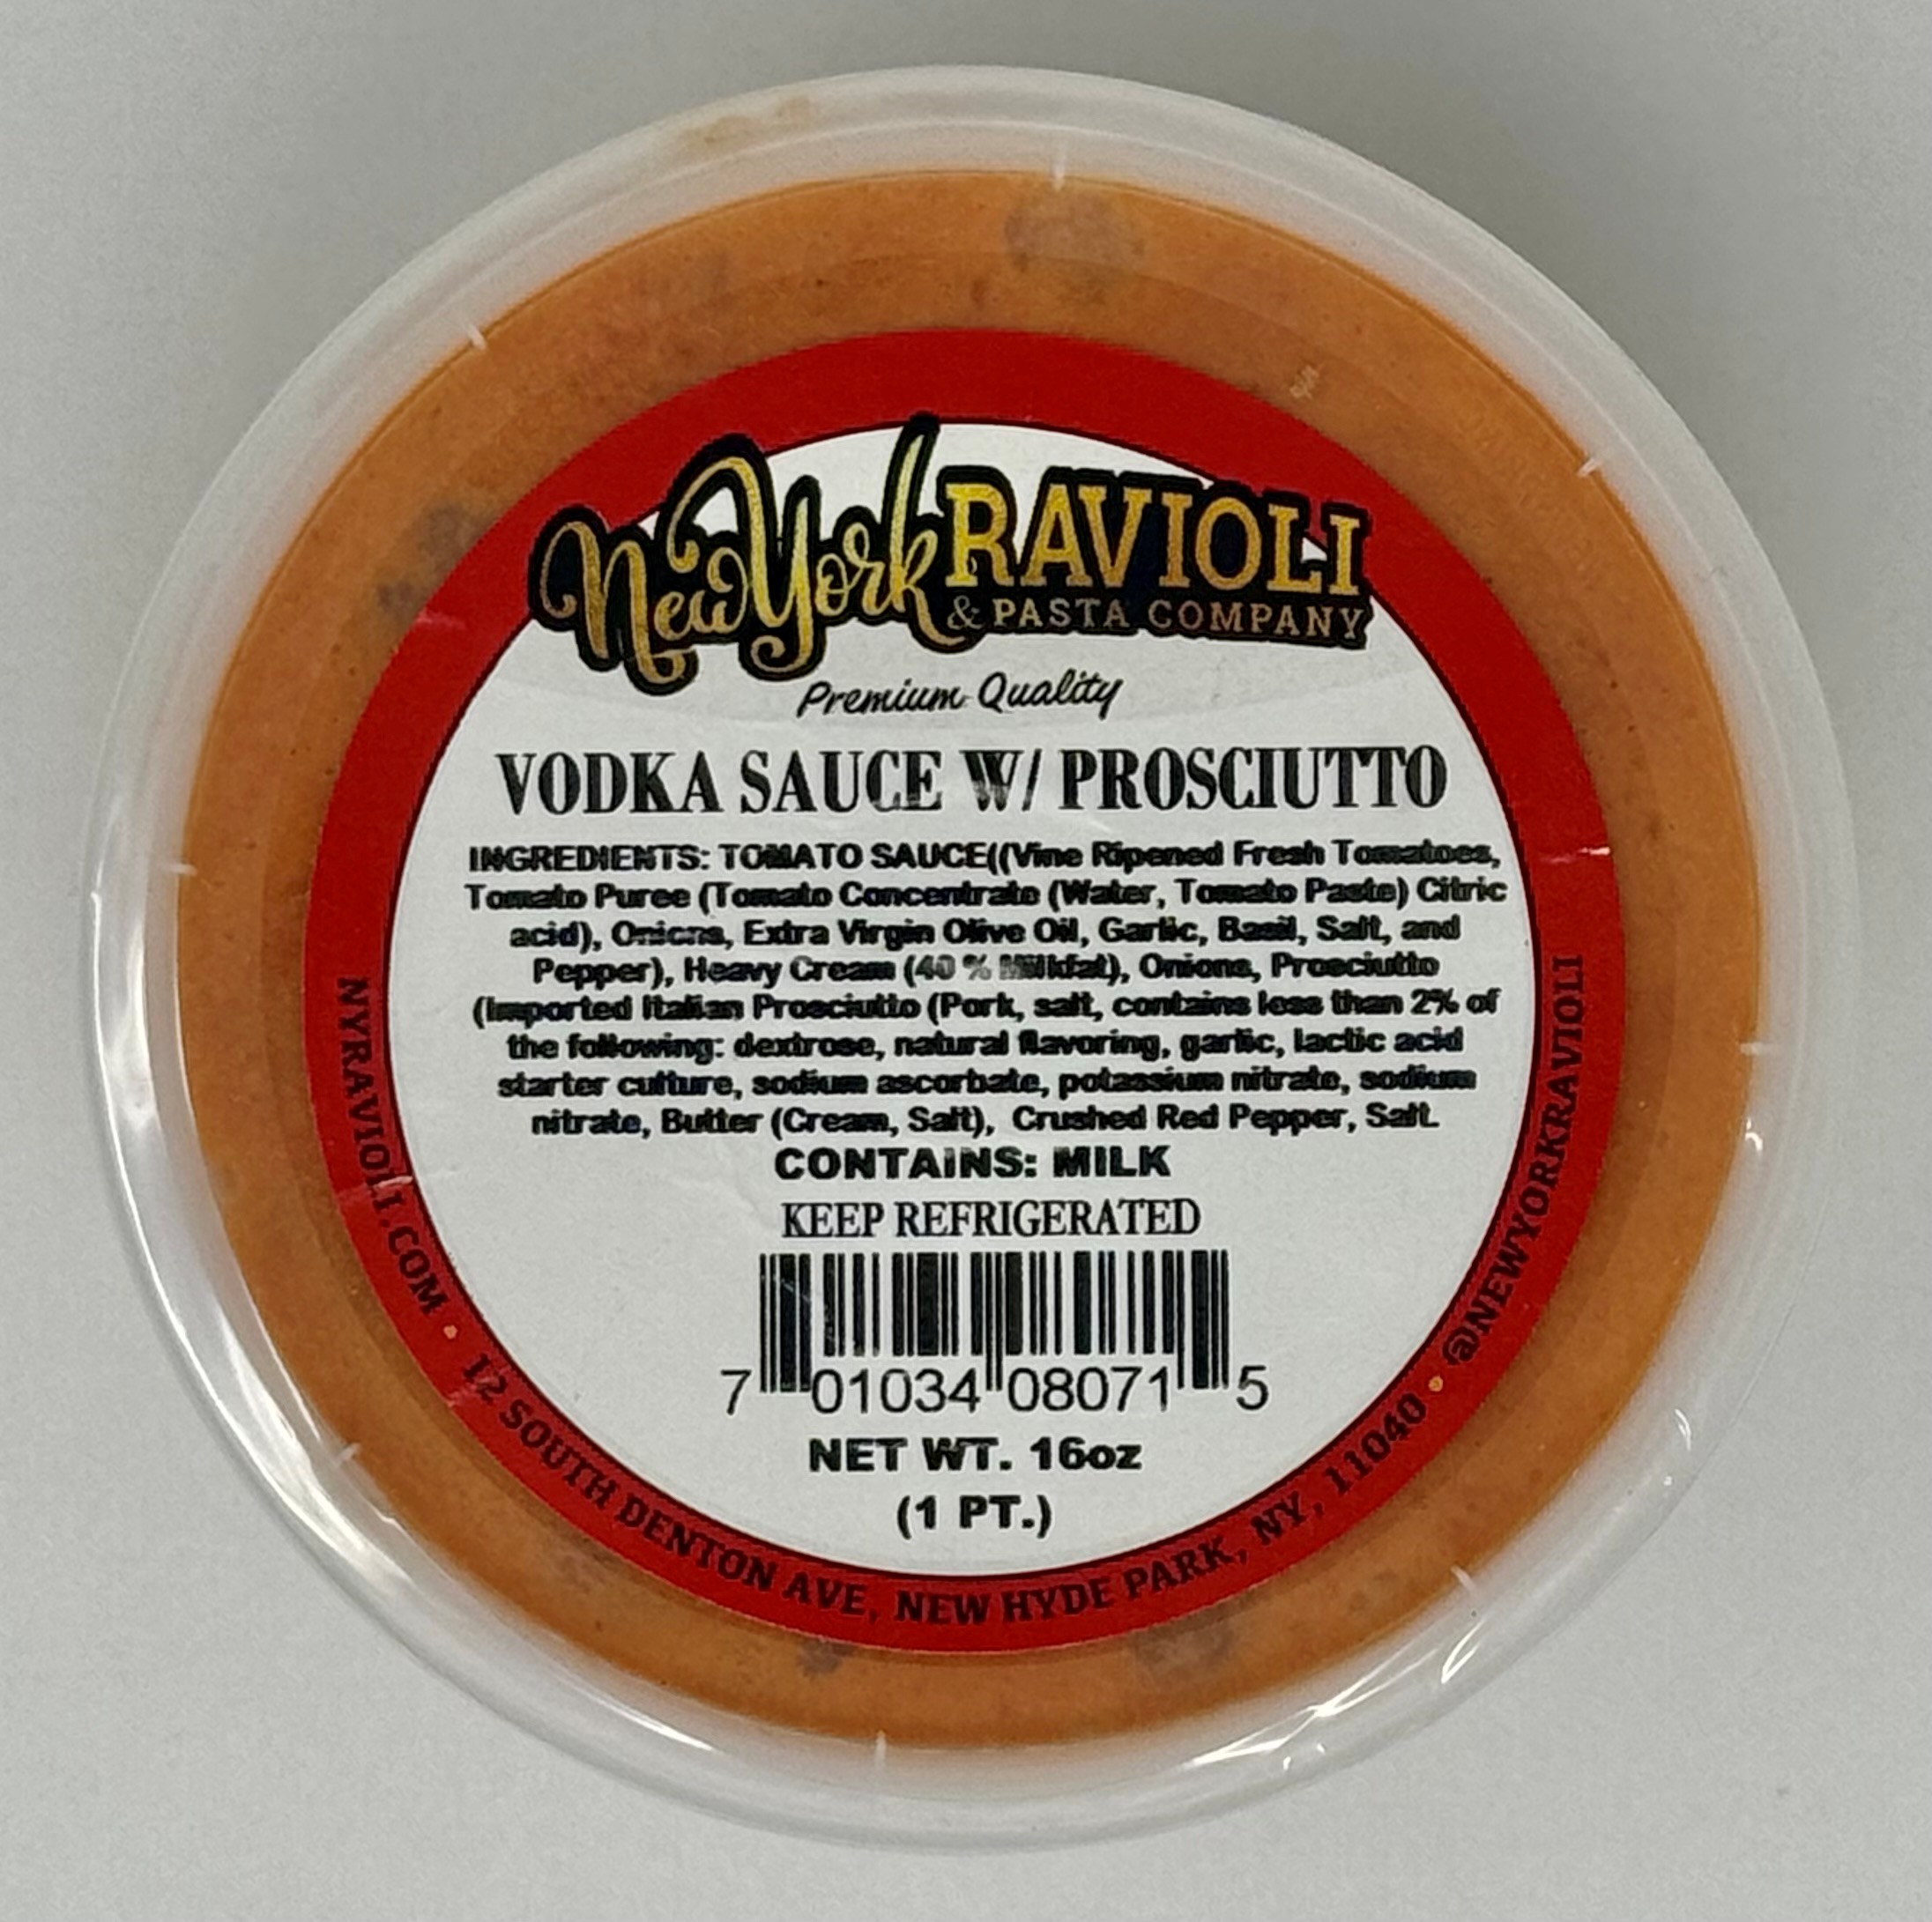 New York RAVIOLI
& PASTA COMPANY
Premium Quality
VODKA SAUCE W/ PROSCIUTTO
INGREDIENTS: TOMATO SAUCE((Vine Ripened Fresh Tomatoes,
Tomato Puree (Tomato Concentrate (Water, Tomato Paste) Citric
acid), Onions, Extra Virgin Olive Oil, Garlic, Basil, Salt, and
Pepper), Heavy Cream (40 % Milkfat), Onions, Prosciutto
(Imported Italian Prosciutto (Pork, salt, contains less than 2% of
the following: dextrose, natural flavoring, garlic, lactic acid
starter culture, sodium ascorbate, potassium nitrate, sodium
nitrate, Butter (Cream, Salt), Crushed Red Pepper, Salt.
CONTAINS: MILK
KEEP REFRIGERATED
7 01034 08071 5
NET WT. 16oz
(1 PT.)
NYRAVIOLI.COM • 12 SOUTH DENTON AVE, NEW HYDE PARK, NY, 11040 • @NEWYORKRAVIOLI